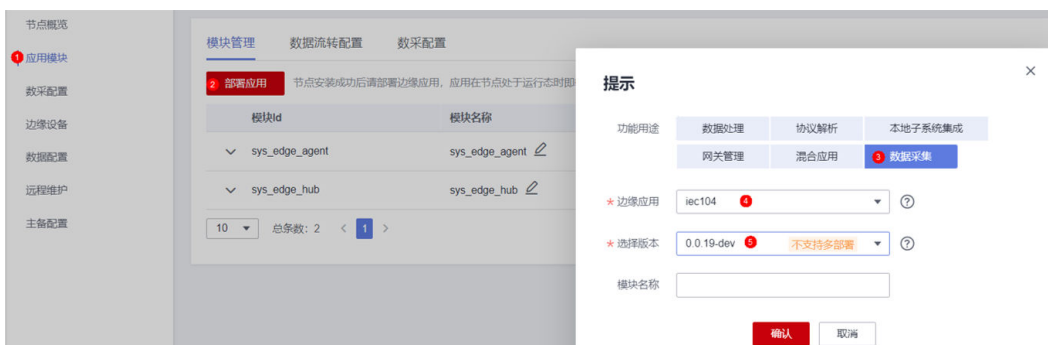 节点概览
1 应用模块
数采配置
边缘设备
数据配置
远程维护
主备配置
模块管理 数据流转配置 数采配置
2 部署应用 节点安装成功后请部署边缘应用，应用在节点处于运行态时即
模块Id 模块名称
sys_edge_agent sys_edge_agent
sys_edge_hub sys_edge_hub
10 总条数：2 < 1 >
提示
功能用途 数据处理 协议解析 本地子系统集成
网关管理 混合应用 3 数据采集
* 边缘应用 iec104 4
* 选择版本 0.0.19-dev 5 不支持多部署
模块名称
确认 取消